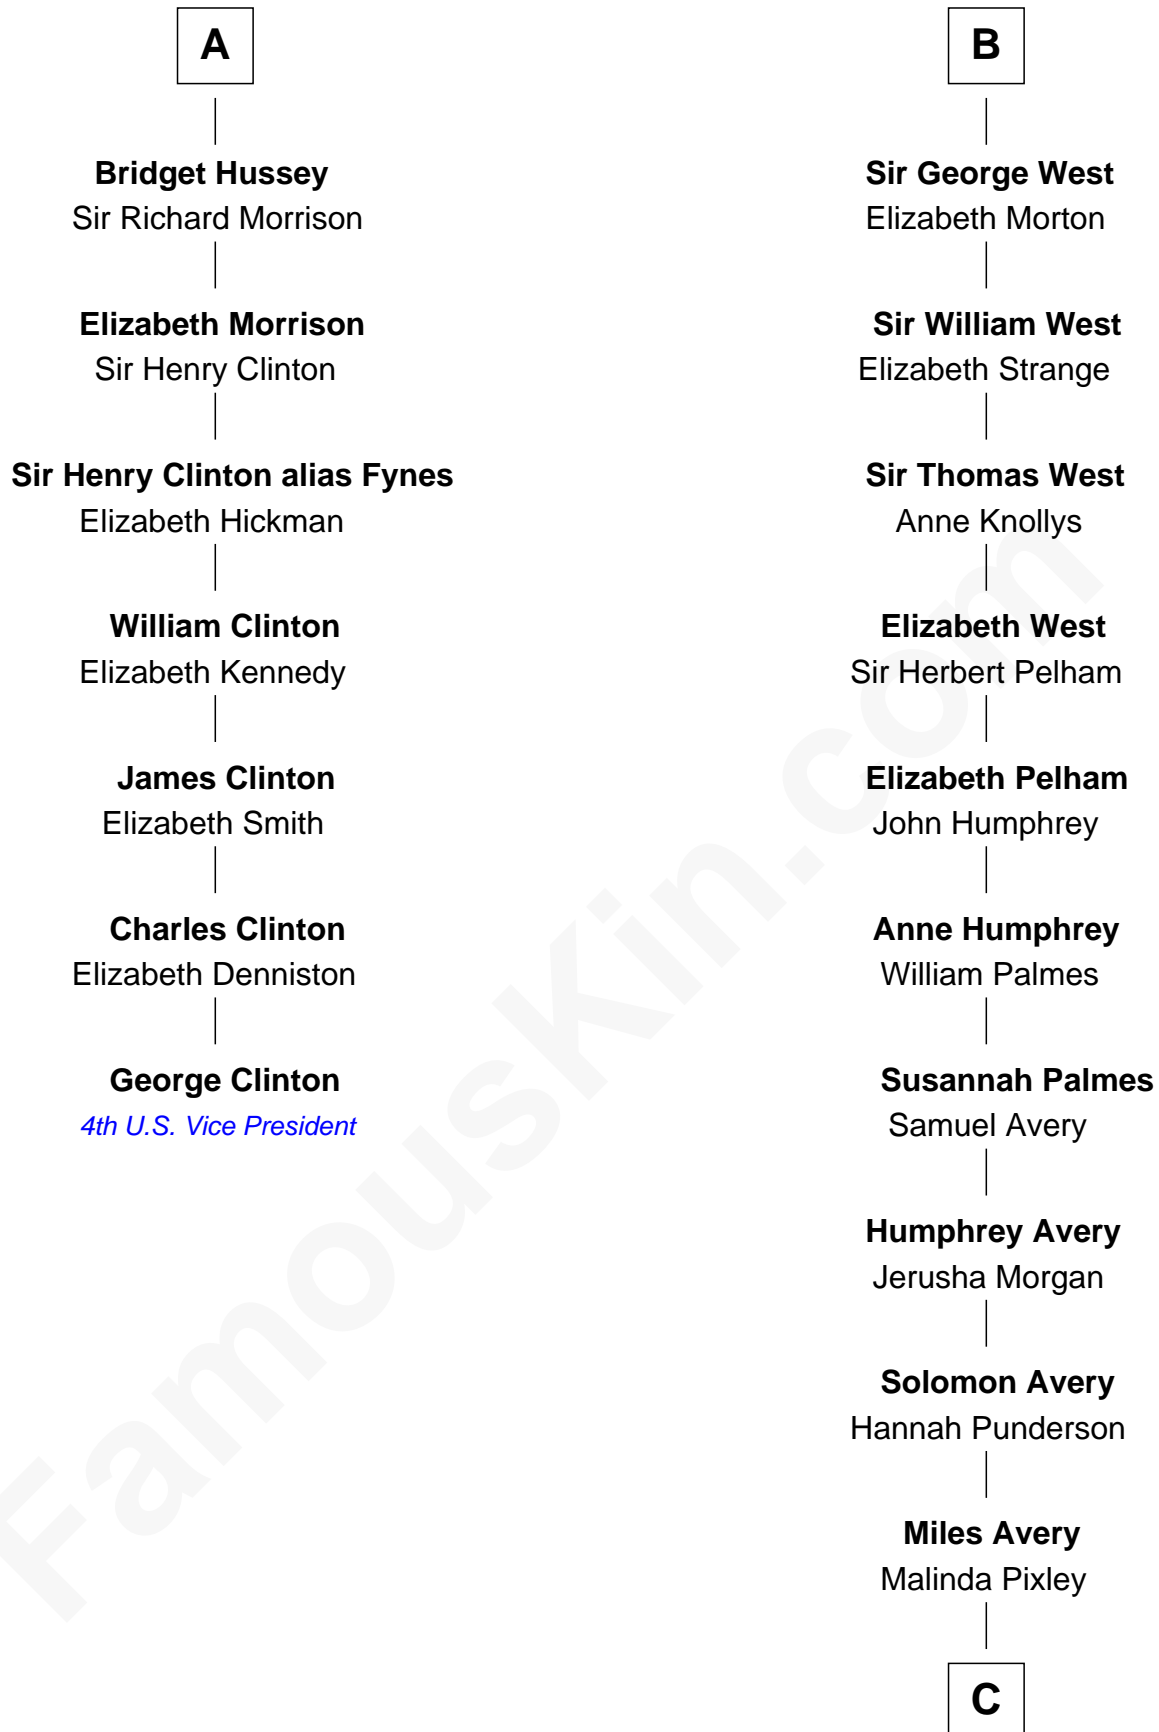 A
Bridget Hussey
Sir Richard Morrison
Elizabeth Morrison
Sir Henry Clinton
Sir Henry Clinton alias Fynes
Elizabeth Hickman
William Clinton
Elizabeth Kennedy
James Clinton
Elizabeth Smith
Charles Clinton
Elizabeth Denniston
George Clinton
4th U.S. Vice President
B
Sir George West
Elizabeth Morton
Sir William West
Elizabeth Strange
Sir Thomas West
Anne Knollys
Elizabeth West
Sir Herbert Pelham
Elizabeth Pelham
John Humphrey
Anne Humphrey
William Palmes
Susannah Palmes
Samuel Avery
Humphrey Avery
Jerusha Morgan
Solomon Avery
Hannah Punderson
Miles Avery
Malinda Pixley
C
FamousKin.com